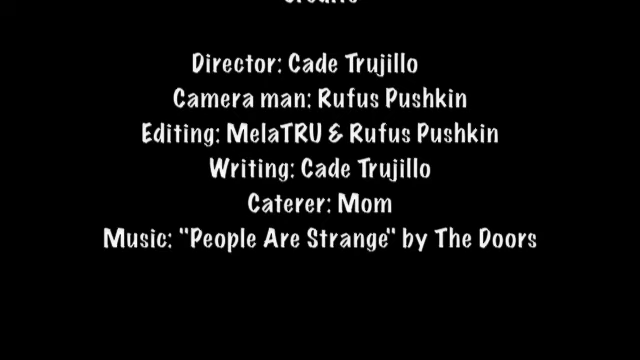 Credits
Director: Cade Trujillo
Camera man: Rufus Pushkin
Editing: MelaTRU & Rufus Pushkin
Writing: Cade Trujillo
Caterer: Mom
Music: "People Are Strange" by The Doors